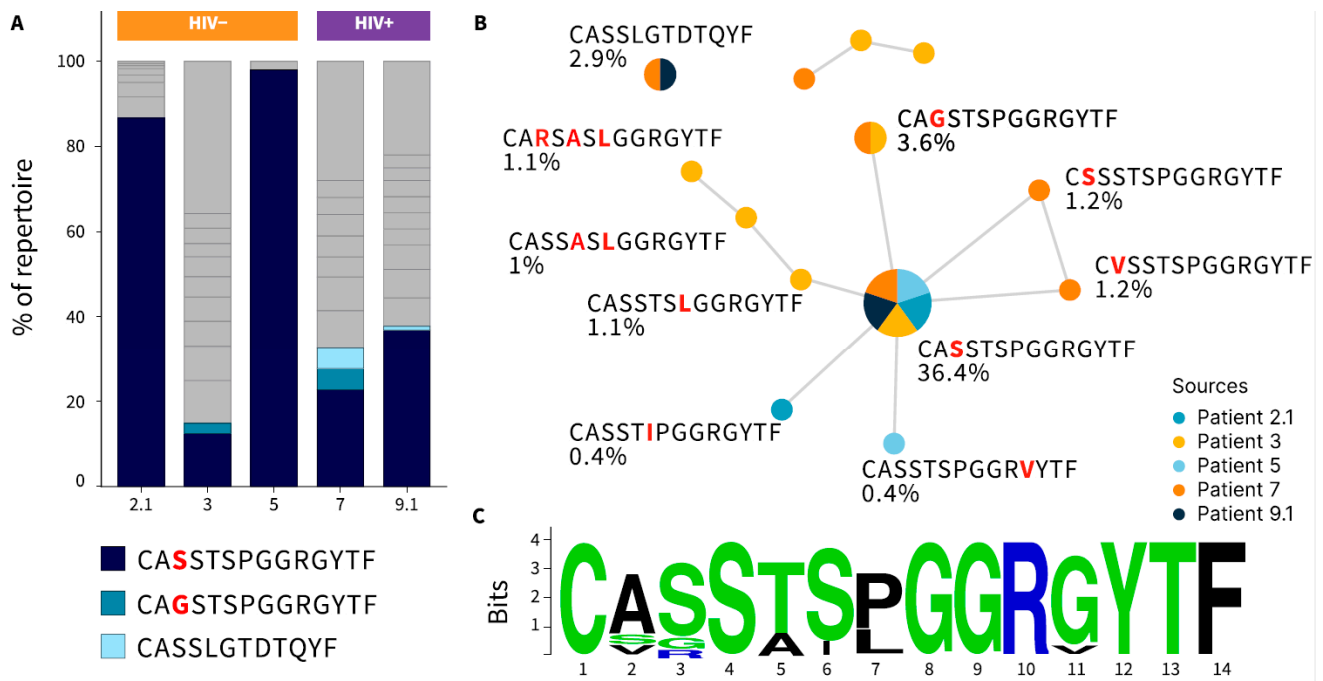 A
HIV−
HIV+
% of repertoire
100
80
60
40
20
0
2.1
3
5
7
9.1
CASSTSPGGRGYTF
CAGSTSPGGRGYTF
CASSLGTDTQYF
B
CASSLGTDTQYF
2.9%
CAGSTSPGGRGYTF
3.6%
CARSASLGGRGYTF
1.1%
CSSSTSPGGRGYTF
1.2%
CASSASLGGRGYTF
1%
CVSSTSPGGRGYTF
1.2%
CASSTSLGGRGYTF
1.1%
CASSTSPGGRGYTF
36.4%
CASSTIPGGRGYTF
0.4%
CASSTSPGGRVYTF
0.4%
Sources
Patient 2.1
Patient 3
Patient 5
Patient 7
Patient 9.1
C
Bits
4
3
2
1
CASSTSPGGRGYTF
SG
VR
AILV
1 2 3 4 5 6 7 8 9 10 11 12 13 14